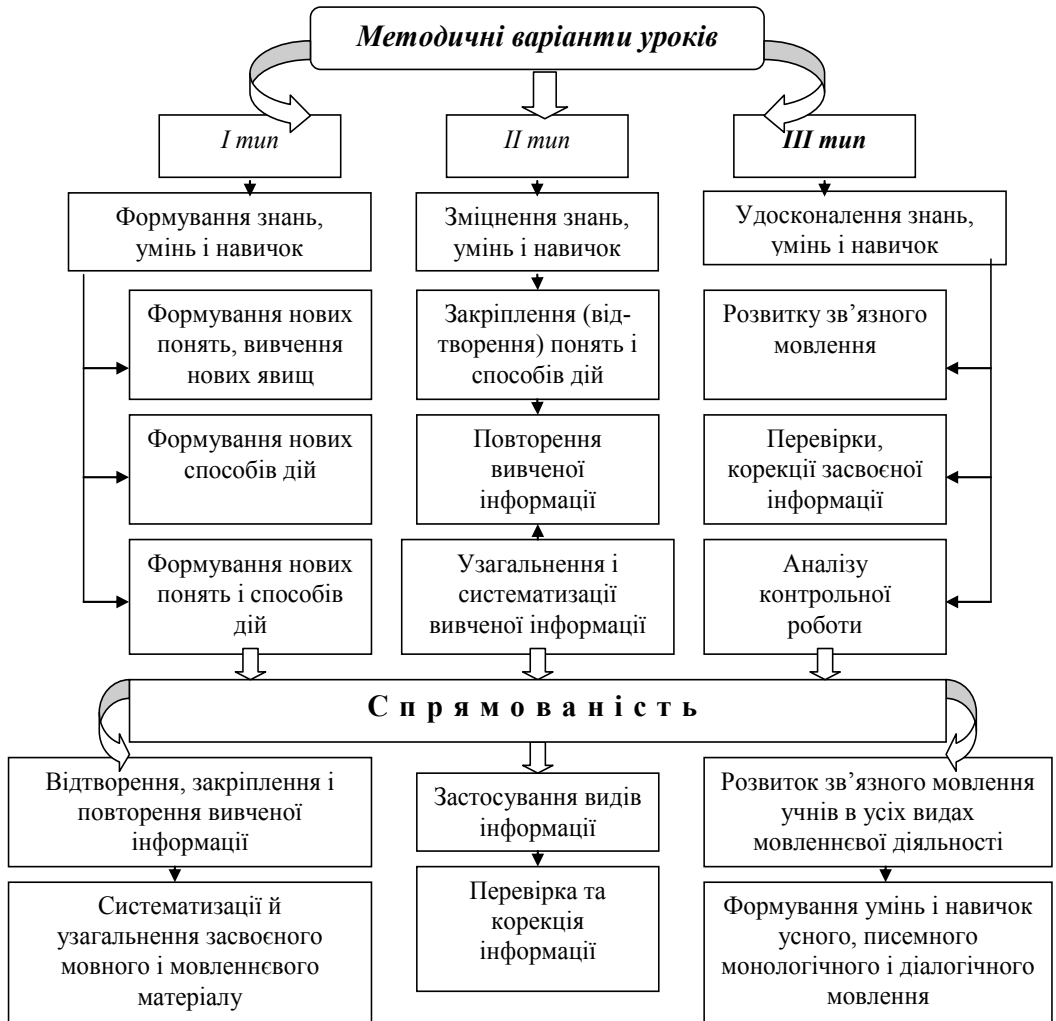 Методичні варіанти уроків
І тип
ІІ тип
ІІІ тип
Формування знань,
умінь і навичок
Зміцнення знань,
умінь і навичок
Удосконалення знань,
умінь і навичок
Формування нових
понять, вивчення
нових явищ
Закріплення (від-
творення) понять і
способів дій
Розвитку зв’язного
мовлення
Формування нових
способів дій
Повторення
вивченої
інформації
Перевірки,
корекції засвоєної
інформації
Формування нових
понять і способів
дій
Узагальнення і
систематизації
вивченої інформації
Аналізу
контрольної
роботи
Спрямованість
Відтворення, закріплення і
повторення вивченої
інформації
Застосування видів
інформації
Розвиток зв’язного мовлення
учнів в усіх видах
мовленнєвої діяльності
Систематизації й
узагальнення засвоєного
мовного і мовленнєвого
матеріалу
Перевірка та
корекція
інформації
Формування умінь і навичок
усного, писемного
монологічного і діалогічного
мовлення